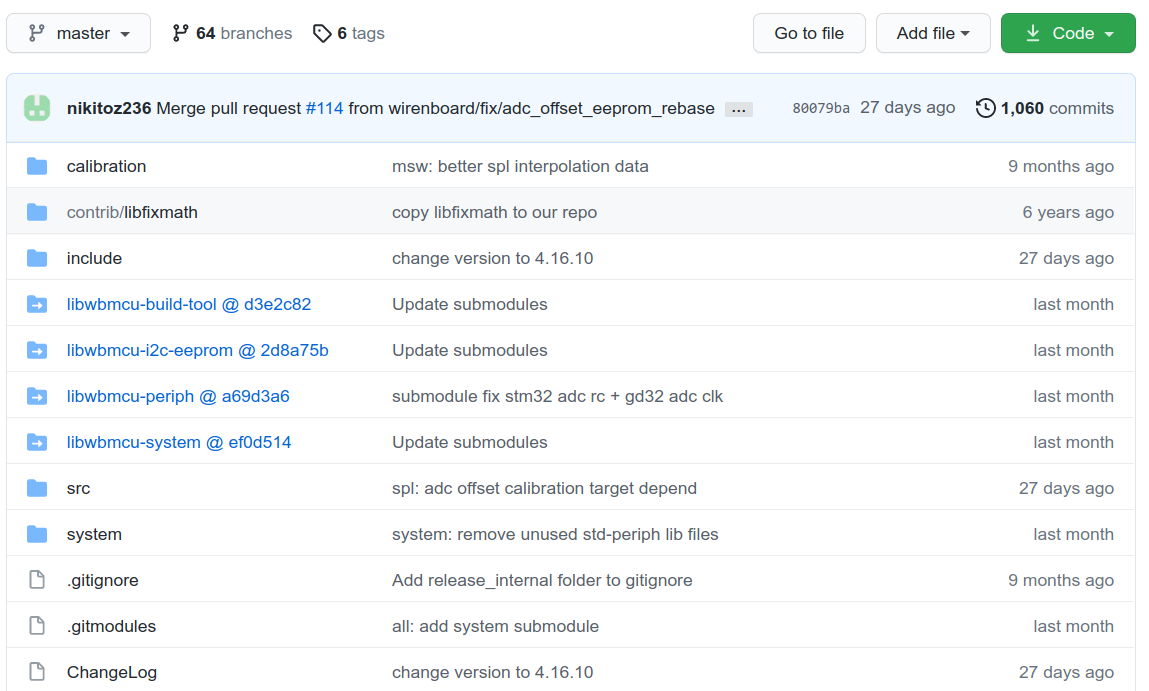 master 64 branches 6 tags Go to file Add file Code
nikitoz236 Merge pull request #114 from wirenboard/fix/adc_offset_eeprom_rebase ... 80079ba 27 days ago 1,060 commits
calibration msw: better spl interpolation data 9 months ago
contrib/libfixmath copy libfixmath to our repo 6 years ago
include change version to 4.16.10 27 days ago
libwbmcu-build-tool @ d3e2c82 Update submodules last month
libwbmcu-i2c-eeprom @ 2d8a75b Update submodules last month
libwbmcu-periph @ a69d3a6 submodule fix stm32 adc rc + gd32 adc clk last month
libwbmcu-system @ ef0d514 Update submodules last month
src spl: adc offset calibration target depend 27 days ago
system system: remove unused std-periph lib files last month
.gitignore Add release_internal folder to gitignore 9 months ago
.gitmodules all: add system submodule last month
ChangeLog change version to 4.16.10 27 days ago